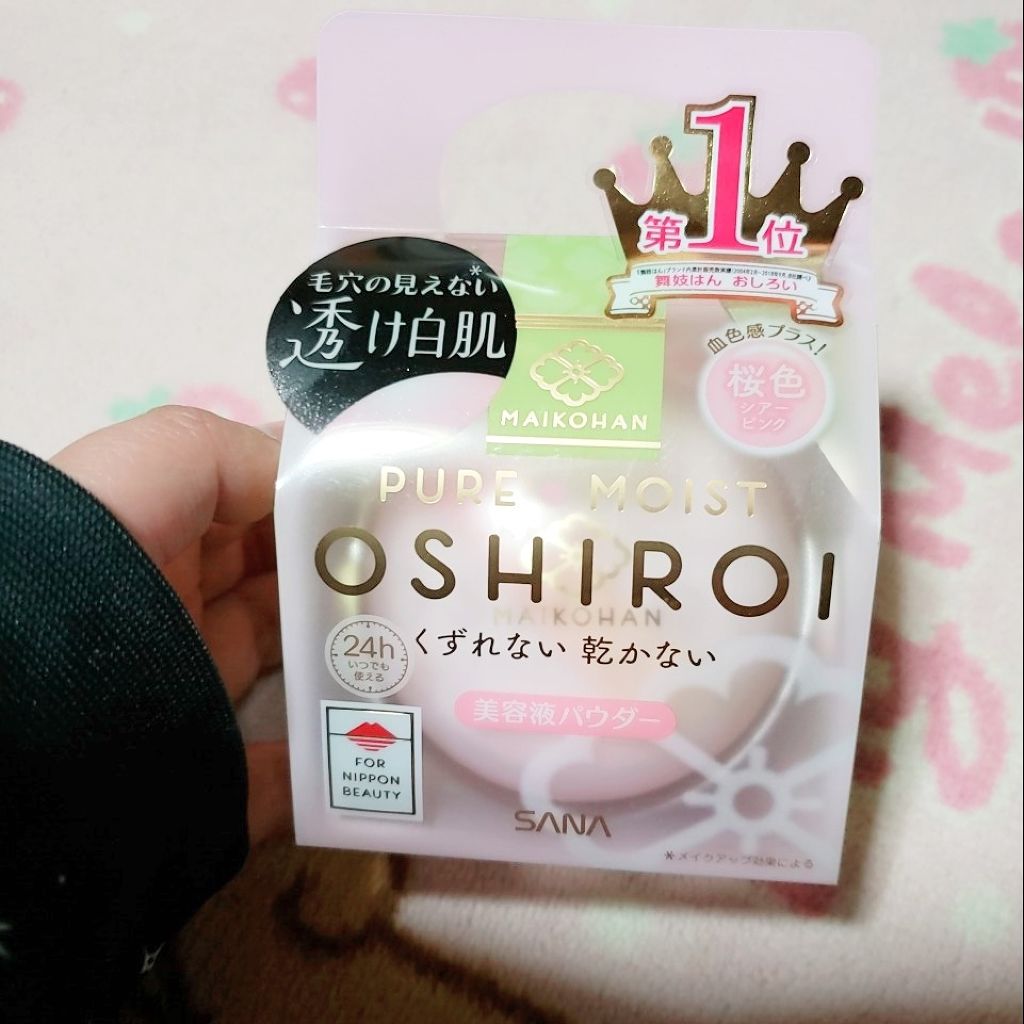 第1位
舞妓はん おしろい
毛穴の見えない*
透け白肌
血色感プラス!
桜色
シアー
ピンク
MAIKOHAN
PURE MOIST
OSHIROI
MAIKOHAN
くずれない 乾かない
24h
いつでも
使える
美容液パウダー
FOR
NIPPON
BEAUTY
SANA
*メイクアップ効果による